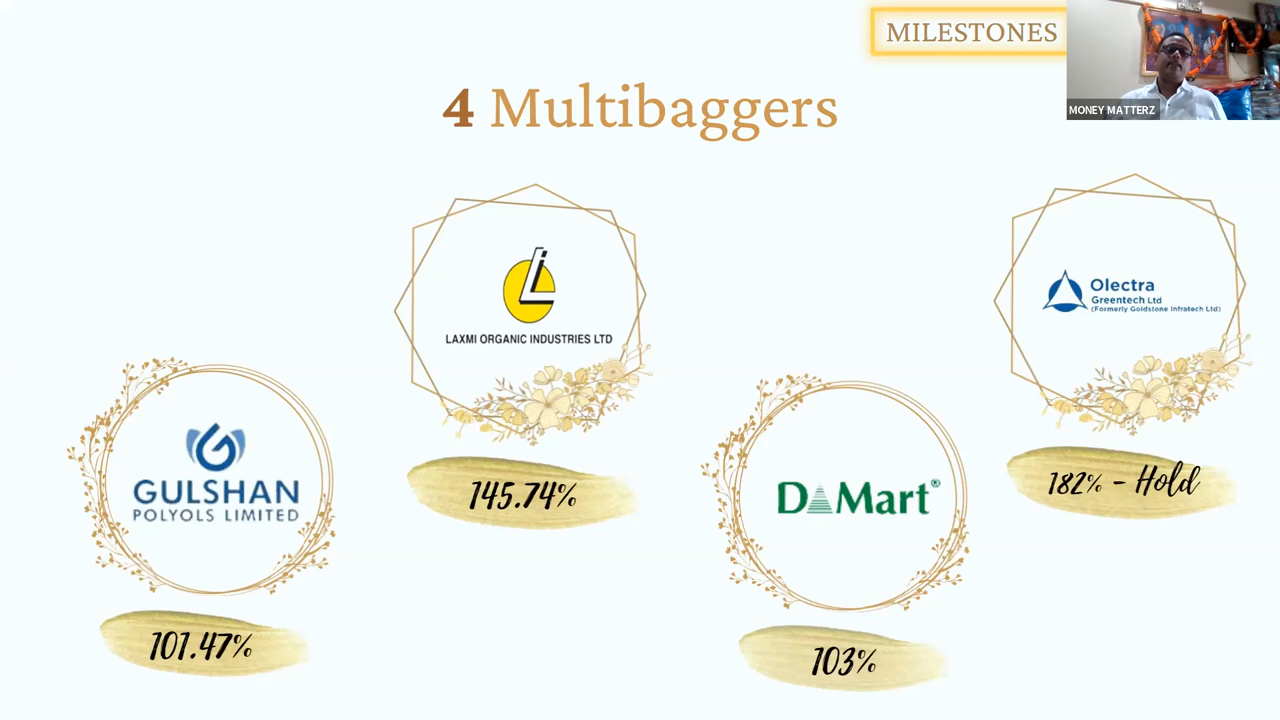 MILESTONES
MONEY MATTERZ
4 Multibaggers
LAXMI ORGANIC INDUSTRIES LTD
145.74%
Olectra
Greentech Ltd
(Formerly Goldstone Infratech Ltd)
182% - Hold
GULSHAN
POLYOLS LIMITED
101.47%
DMart®
103%